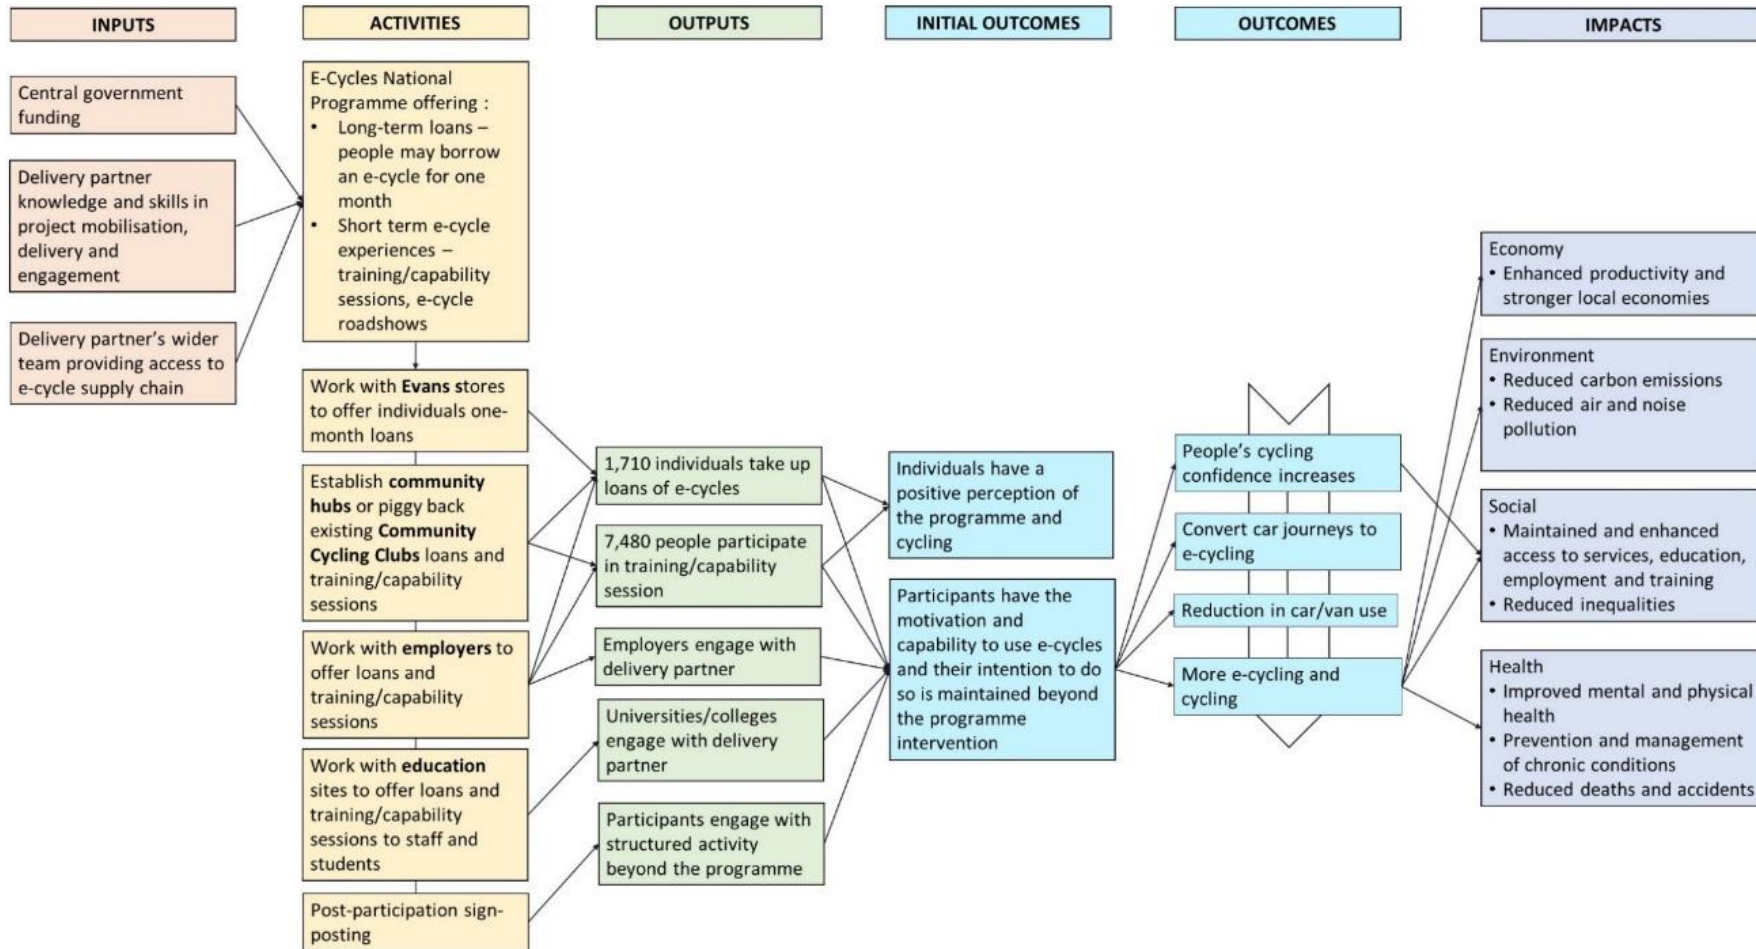 INPUTS
ACTIVITIES
OUTPUTS
INITIAL OUTCOMES
OUTCOMES
IMPACTS
Central government
funding
Delivery partner
knowledge and skills in
project mobilisation,
delivery and
engagement
Delivery partner's wider
team providing access to
e-cycle supply chain
E-Cycles National
Programme offering :
• Long-term loans –
people may borrow
an e-cycle for one
month
• Short term e-cycle
experiences –
training/capability
sessions, e-cycle
roadshows
Work with Evans stores
to offer individuals one-
month loans
Establish community
hubs or piggy back
existing Community
Cycling Clubs loans and
training/capability
sessions
Work with employers to
offer loans and
training/capability
sessions
Work with education
sites to offer loans and
training/capability
sessions to staff and
students
Post-participation sign-
posting
1,710 individuals take up
loans of e-cycles
7,480 people participate
in training/capability
session
Employers engage with
delivery partner
Universities/colleges
engage with delivery
partner
Participants engage with
structured activity
beyond the programme
Individuals have a
positive perception of
the programme and
cycling
Participants have the
motivation and
capability to use e-cycles
and their intention to do
so is maintained beyond
the programme
intervention
People's cycling
confidence increases
Convert car journeys to
e-cycling
Reduction in car/van use
More e-cycling and
cycling
Economy
• Enhanced productivity and
stronger local economies
Environment
• Reduced carbon emissions
• Reduced air and noise
pollution
Social
• Maintained and enhanced
access to services, education,
employment and training
• Reduced inequalities
Health
• Improved mental and physical
health
• Prevention and management
of chronic conditions
• Reduced deaths and accidents